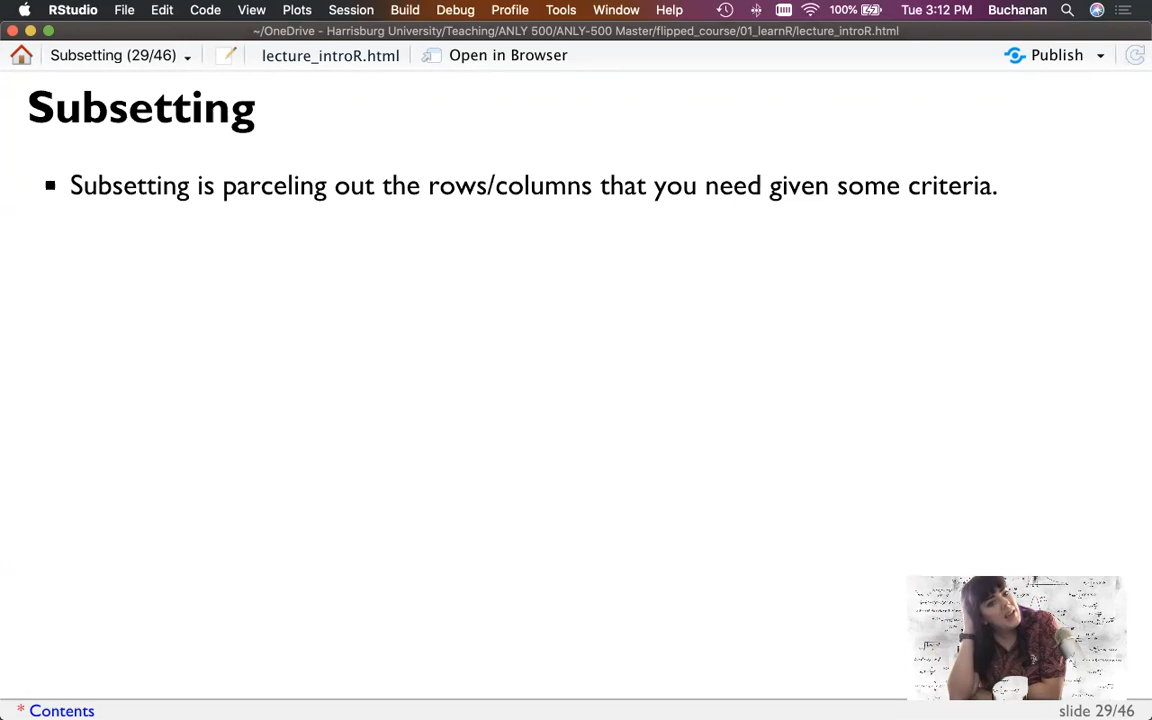 RStudio File Edit Code View Plots Session Build Debug Profile Tools Window Help 100% Tue 3:12 PM Buchanan
~/OneDrive - Harrisburg University/Teaching/ANLY 500/ANLY-500 Master/flipped_course/01_learnR/lecture_introR.html
Subsetting (29/46) lecture_introR.html Open in Browser Publish
Subsetting
▪ Subsetting is parceling out the rows/columns that you need given some criteria.
* Contents slide 29/46